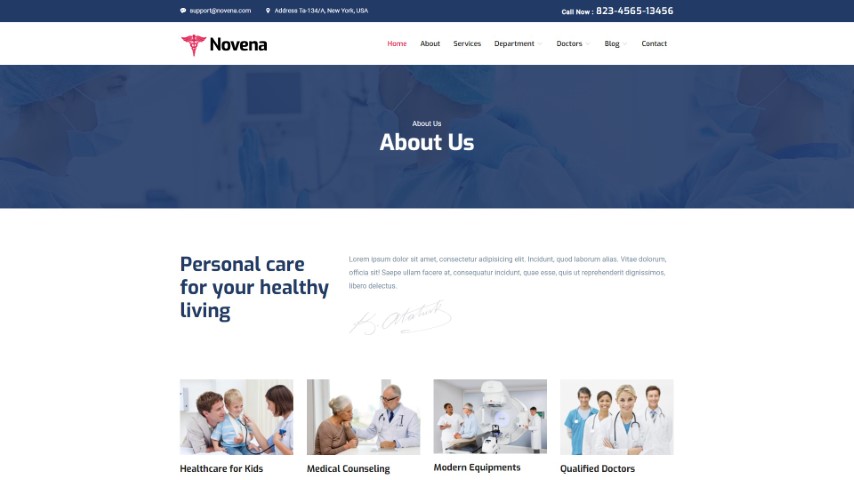 support@novena.com
Address Ta-134/A, New York, USA
Call Now : 823-4565-13456
Novena
Home About Services Department Doctors Blog Contact
About Us
About Us
Personal care
for your healthy
living
Lorem ipsum dolor sit amet, consectetur adipisicing elit. Incidunt, quod laborum alias. Vitae dolorum,
officia sit! Saepe ullam facere at, consequatur incidunt, quae esse, quis ut reprehenderit dignissimos,
libero delectus.
K. Atatürk
Healthcare for Kids
Medical Counseling
Modern Equipments
Qualified Doctors